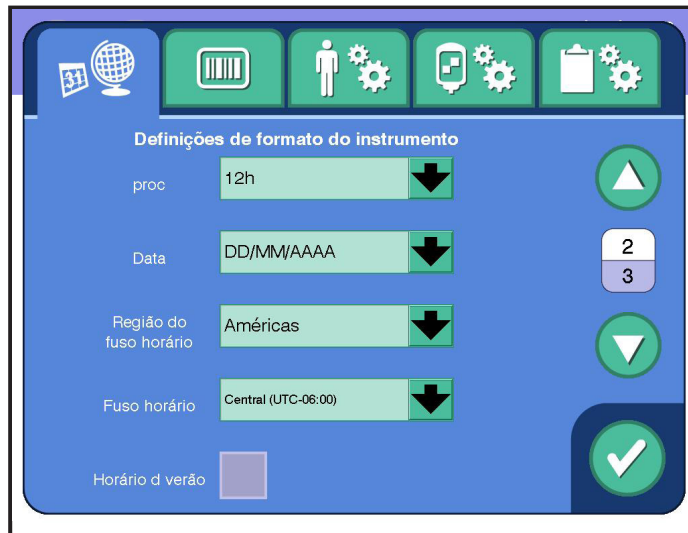 31
Definições de formato do instrumento
proc
12h
Data
DD/MM/AAAA
Região do
fuso horário
Américas
Fuso horário
Central (UTC-06:00)
Horário d verão
2
3